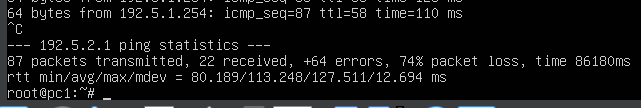 64 bytes from 192.5.1.254: icmp_seq=87 ttl=58 time=110 ms
^C
--- 192.5.2.1 ping statistics ---
87 packets transmitted, 22 received, +64 errors, 74% packet loss, time 86180ms
rtt min/avg/max/mdev = 80.189/113.248/127.511/12.694 ms
root@pc1:~# _